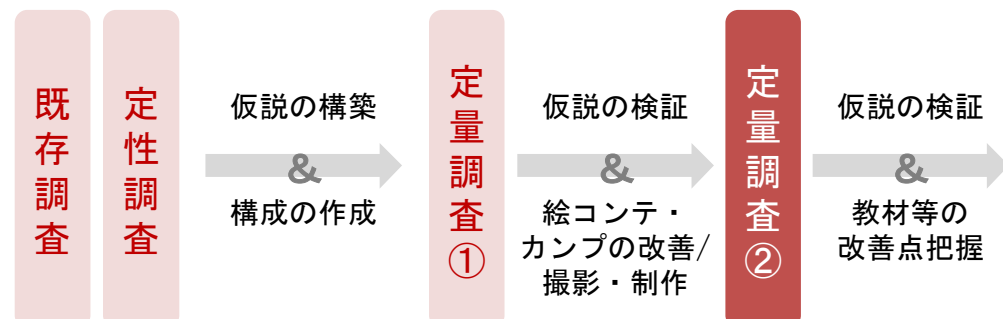 既存調査
定性調査
仮説の構築
&
構成の作成
定量調査①
仮説の検証
&
絵コンテ・
カンプの改善/
撮影・制作
定量調査②
仮説の検証
&
教材等の
改善点把握